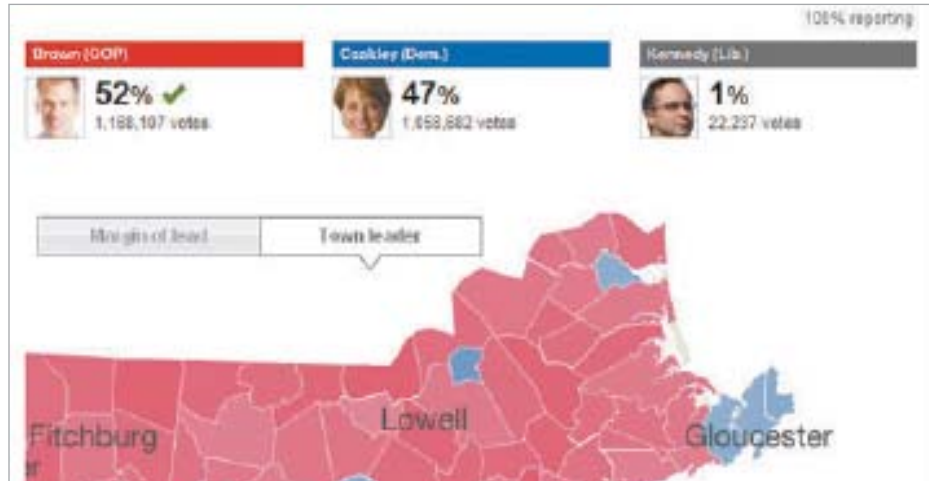 100% reporting
Brown (GOP)
Coakley (Dem.)
Kennedy (Lib.)
52%
47%
1%
1,168,107 votes
1,058,682 votes
22,237 votes
Margin of lead
Town leader
Lowell
Fitchburg
Gloucester
er